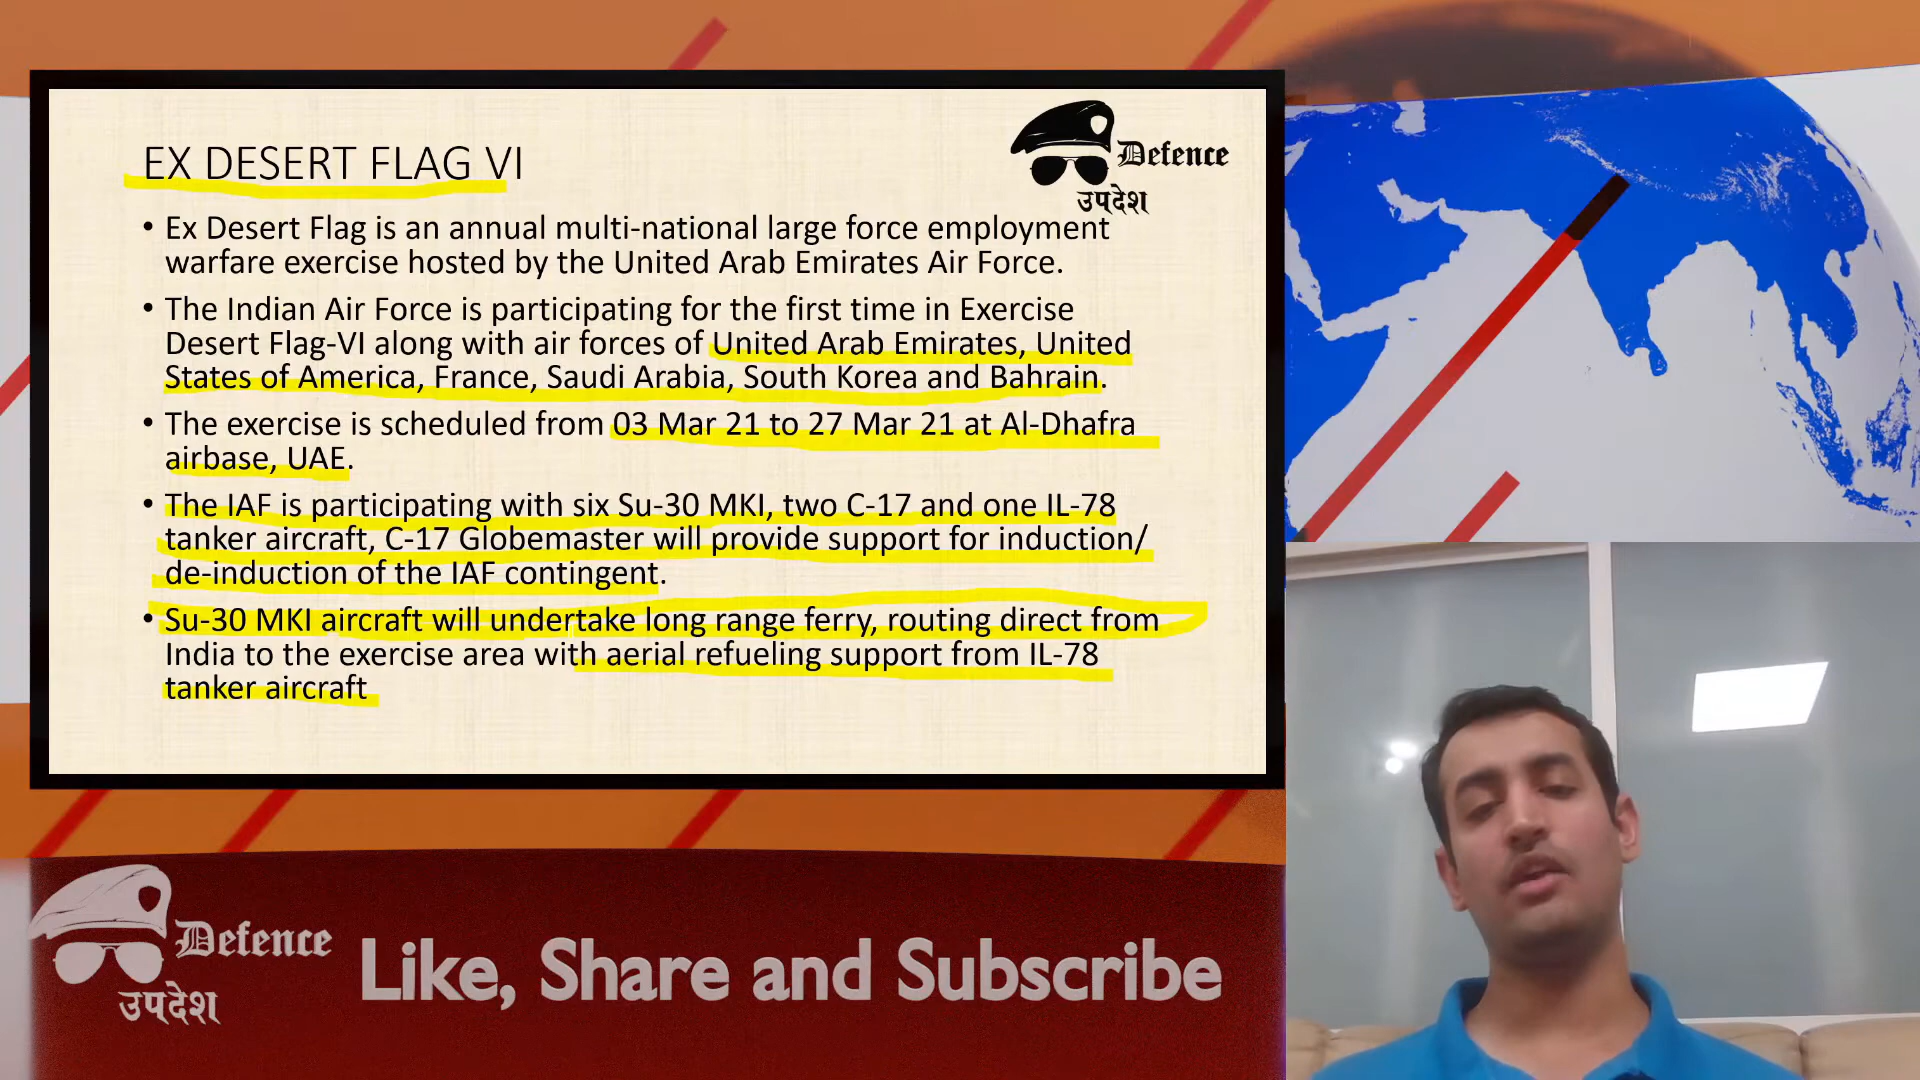 EX DESERT FLAG VI
Defence
उपदेश
• Ex Desert Flag is an annual multi-national large force employment
warfare exercise hosted by the United Arab Emirates Air Force.
• The Indian Air Force is participating for the first time in Exercise
Desert Flag-VI along with air forces of United Arab Emirates, United
States of America, France, Saudi Arabia, South Korea and Bahrain.
• The exercise is scheduled from 03 Mar 21 to 27 Mar 21 at Al-Dhafra
airbase, UAE.
• The IAF is participating with six Su-30 MKI, two C-17 and one IL-78
tanker aircraft, C-17 Globemaster will provide support for induction/
de-induction of the IAF contingent.
• Su-30 MKI aircraft will undertake long range ferry, routing direct from
India to the exercise area with aerial refueling support from IL-78
tanker aircraft
Defence
उपदेश
Like, Share and Subscribe